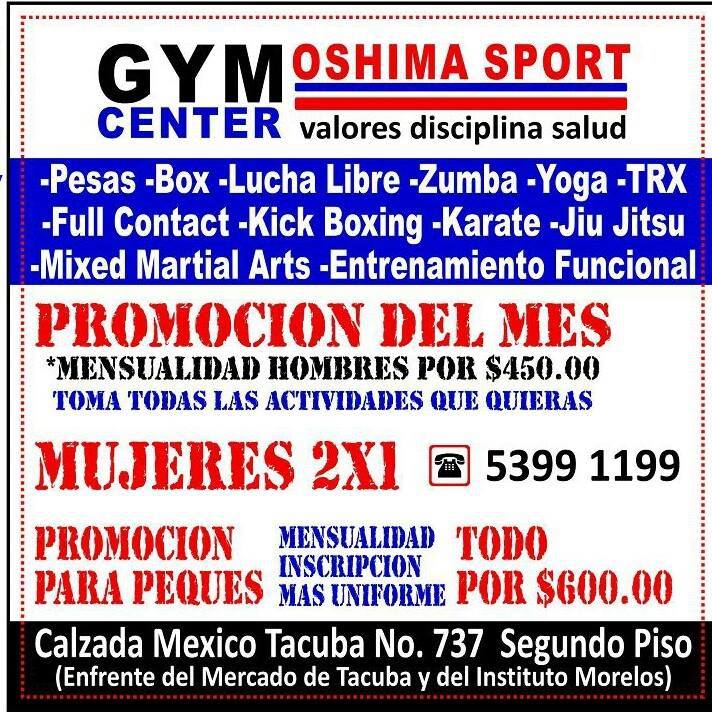 GYM OSHIMA SPORT
CENTER valores disciplina salud
-Pesas -Box -Lucha Libre -Zumba -Yoga -TRX
-Full Contact -Kick Boxing -Karate -Jiu Jitsu
-Mixed Martial Arts -Entrenamiento Funcional
PROMOCION DEL MES
*MENSUALIDAD HOMBRES POR $450.00
TOMA TODAS LAS ACTIVIDADES QUE QUIERAS
MUJERES 2X1 5399 1199
PROMOCION
PARA PEQUES
MENSUALIDAD
INSCRIPCION
MAS UNIFORME
TODO
POR $600.00
Calzada Mexico Tacuba No. 737 Segundo Piso
(Enfrente del Mercado de Tacuba y del Instituto Morelos)